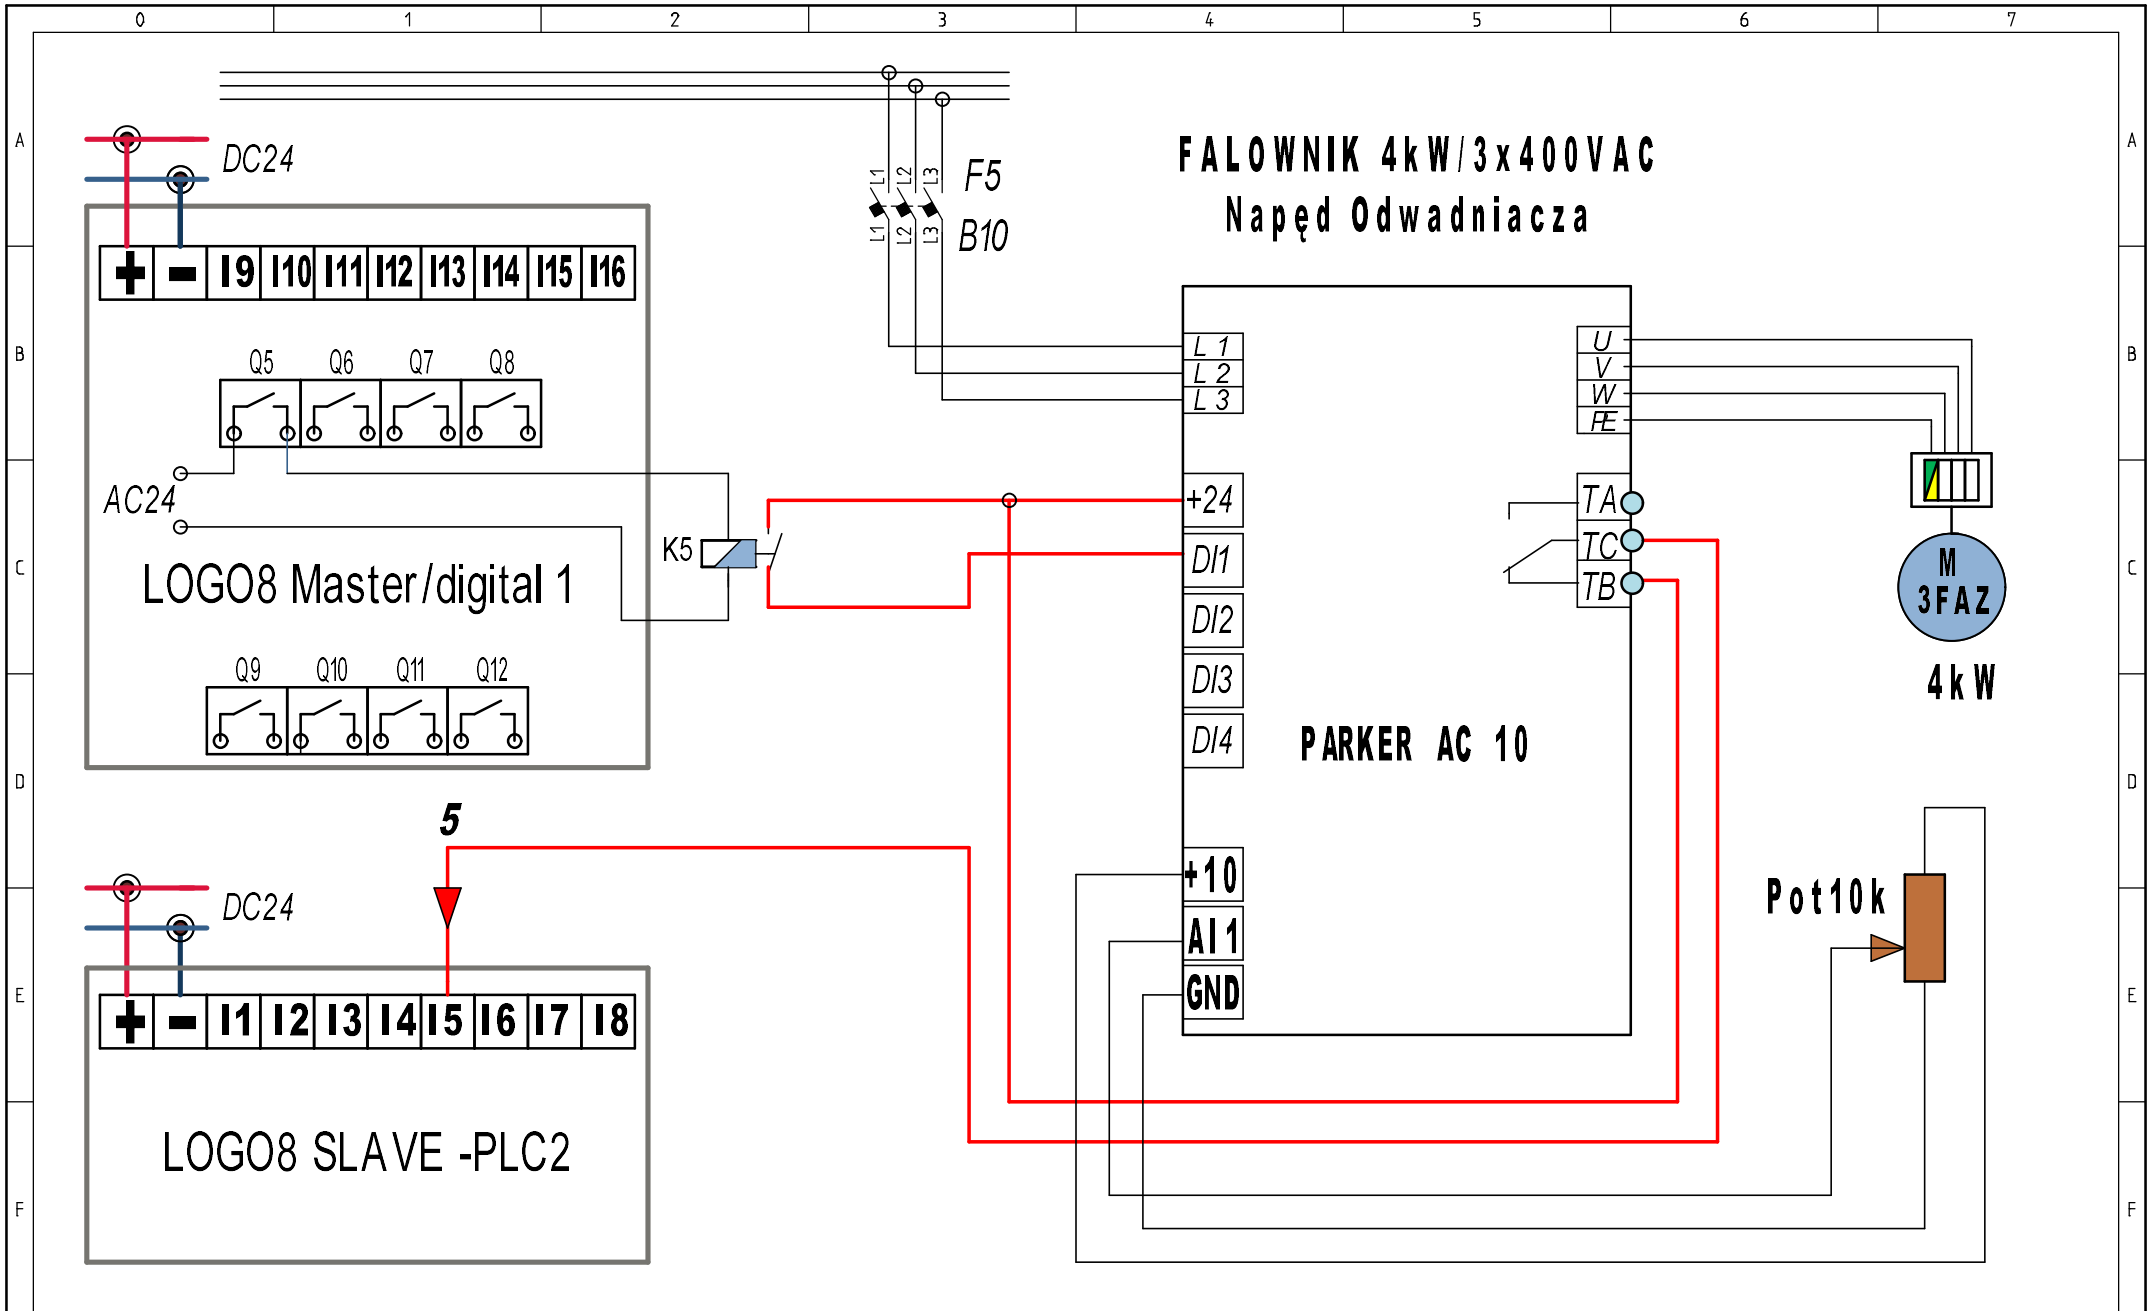 0 1 2 3 4 5 6 7
A A
B B
C C
D D
E E
F F
DC24
+ - I9 I10 I11 I12 I13 I14 I15 I16
Q5 Q6 Q7 Q8
AC24
LOGO8 Master/digital 1
Q9 Q10 Q11 Q12
K5
L1 L2 L3
F5
B10
L1 L2 L3
FALOWNIK 4kW/3x400VAC
Napęd Odwadniacza
L 1
L 2
L 3
+24
DI1
DI2
DI3
DI4
+10
AI1
GND
PARKER AC 10
U
V
W
PE
TA
TC
TB
M
3FAZ
4kW
Pot10k
5
DC24
+ - I1 I2 I3 I4 I5 I6 I7 I8
LOGO8 SLAVE -PLC2